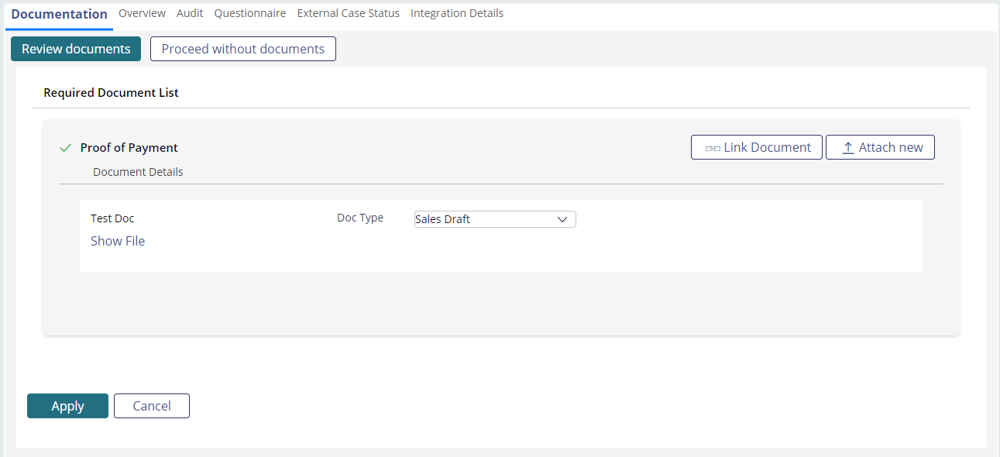 Documentation Overview Audit Questionnaire External Case Status Integration Details
Review documents Proceed without documents
Required Document List
Proof of Payment Link Document Attach new
Document Details
Test Doc Doc Type Sales Draft
Show File
Apply Cancel